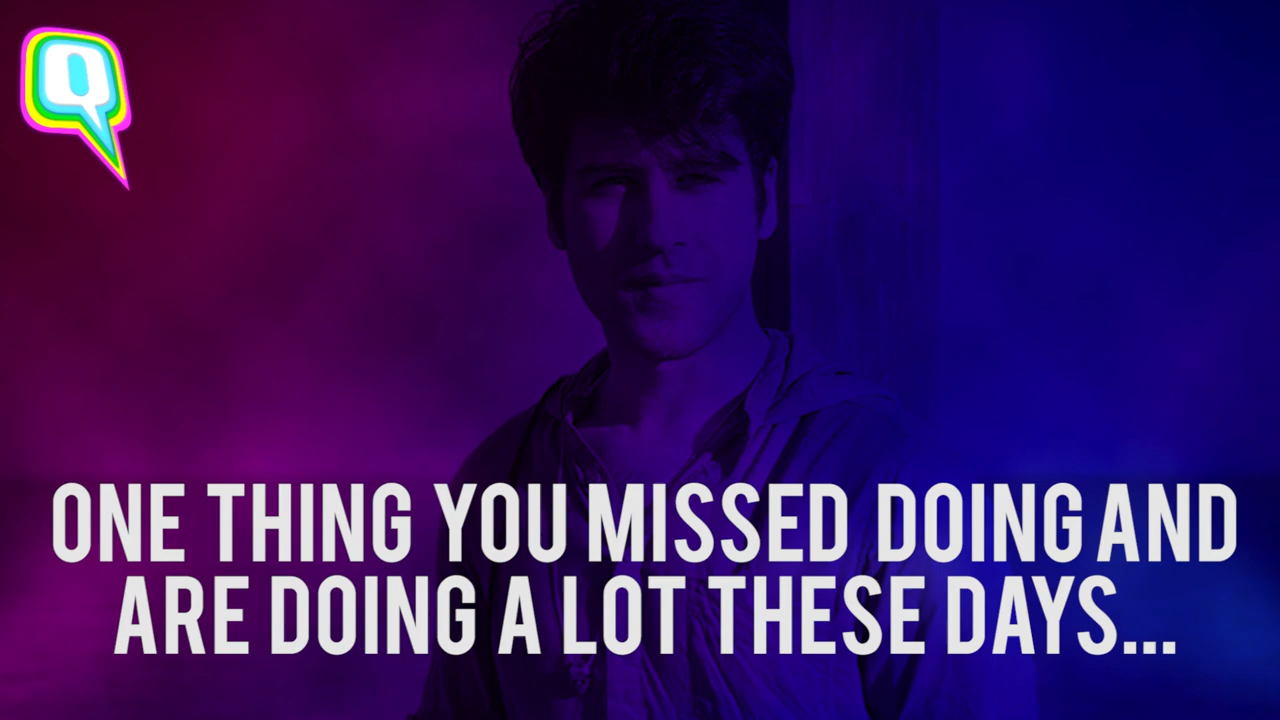 Q
ONE THING YOU MISSED DOING AND
ARE DOING A LOT THESE DAYS...